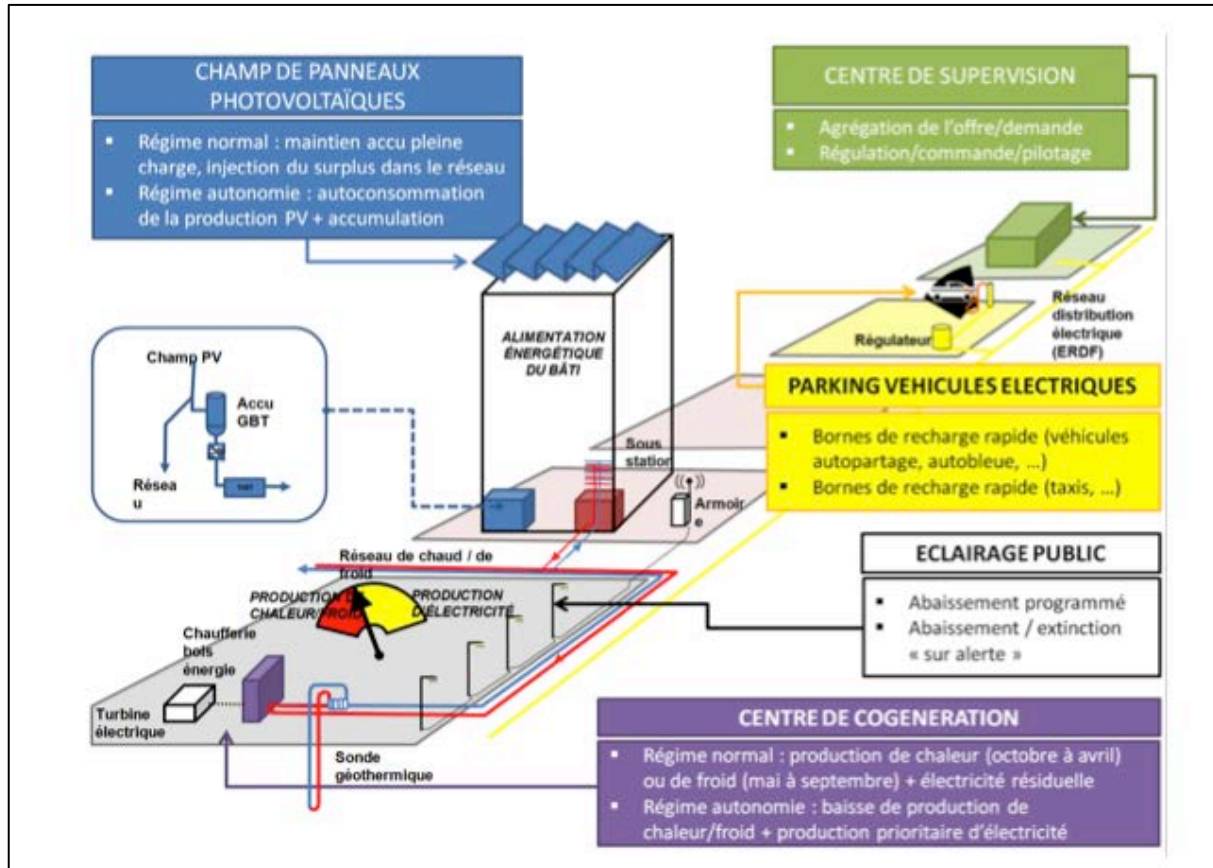 CHAMP DE PANNEAUX
PHOTOVOLTAÏQUES
▪ Régime normal : maintien accu pleine
charge, injection du surplus dans le réseau
▪ Régime autonomie : autoconsommation
de la production PV + accumulation
CENTRE DE SUPERVISION
▪ Agrégation de l'offre/demande
▪ Régulation/commande/pilotage
Réseau
distribution
électrique
(ERDF)
Régulateur
ALIMENTATION
ÉNERGÉTIQUE
DU BÂTI
Champ PV
Accu
GBT
Résea
u
PARKING VEHICULES ELECTRIQUES
▪ Bornes de recharge rapide (véhicules
autopartage, autobleue, ...)
▪ Bornes de recharge rapide (taxis, ...)
Sous
station
Armoir
e
ECLAIRAGE PUBLIC
▪ Abaissement programmé
▪ Abaissement / extinction
« sur alerte »
Réseau de chaud / de
froid
PRODUCTION D
CHALEUR/FROID
PRODUCTION
D'ÉLECTRICITÉ
Chaufferie
bois
énergie
Turbine
électrique
Sonde
géothermique
CENTRE DE COGENERATION
▪ Régime normal : production de chaleur (octobre à avril)
ou de froid (mai à septembre) + électricité résiduelle
▪ Régime autonomie : baisse de production de
chaleur/froid + production prioritaire d'électricité